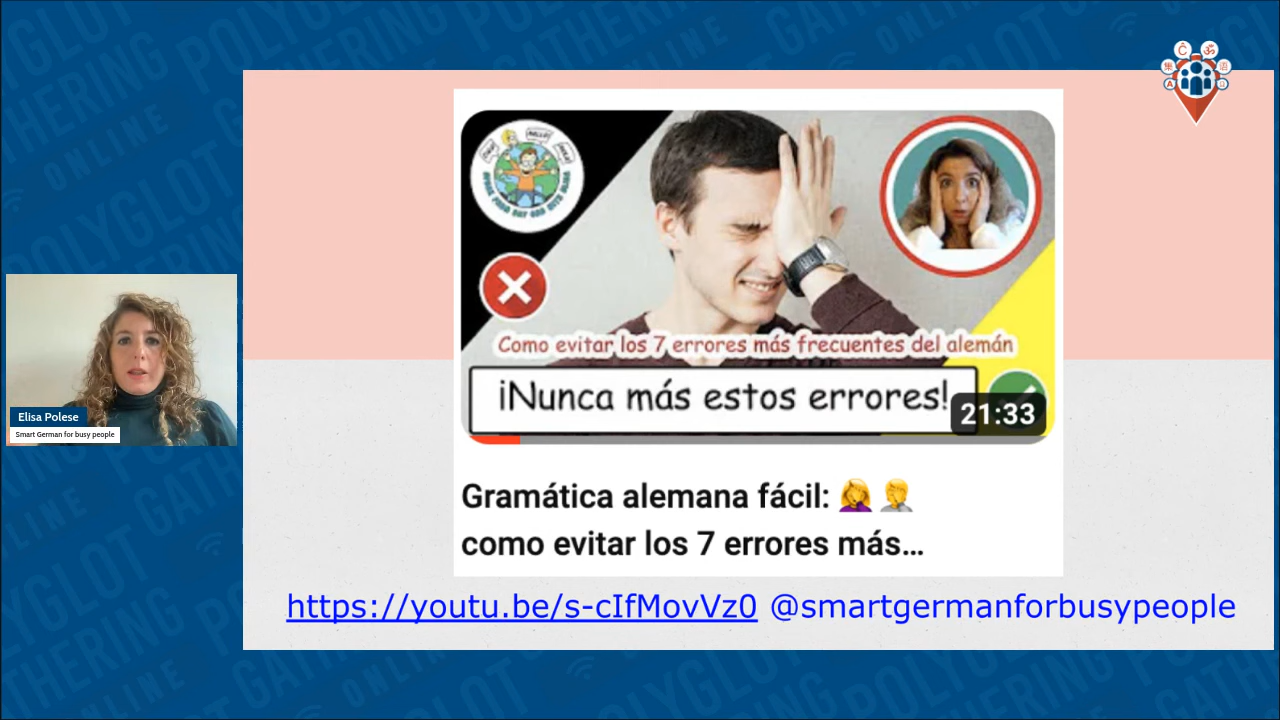 POLYGLOT
GATHERING
ONLINE
Como evitar los 7 errores más frecuentes del alemán
¡Nunca más estos errores!
21:33
Gramática alemana fácil: 🤦‍♀️ 🤦
como evitar los 7 errores más...
https://youtu.be/s-cIfMovVz0 @smartgermanforbusypeople
Elisa Polese
Smart German for busy people